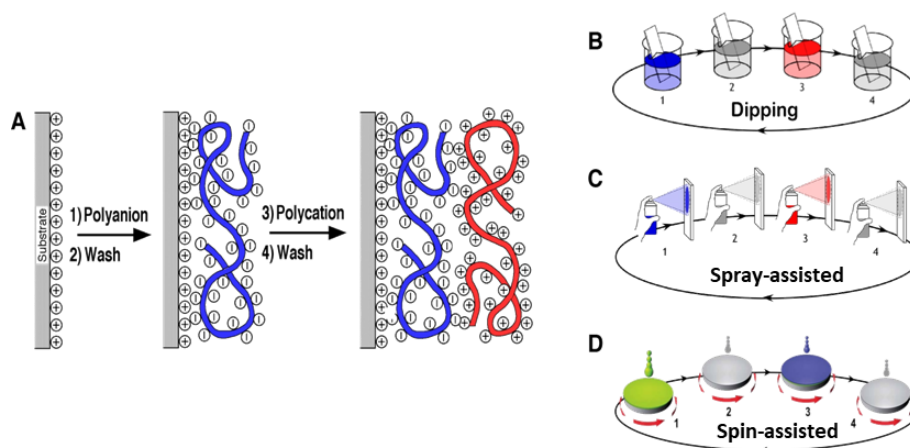 A
Substrate
1) Polyanion
2) Wash
3) Polycation
4) Wash
B
1
2
3
4
Dipping
C
1
2
3
4
Spray-assisted
D
1
2
3
4
Spin-assisted